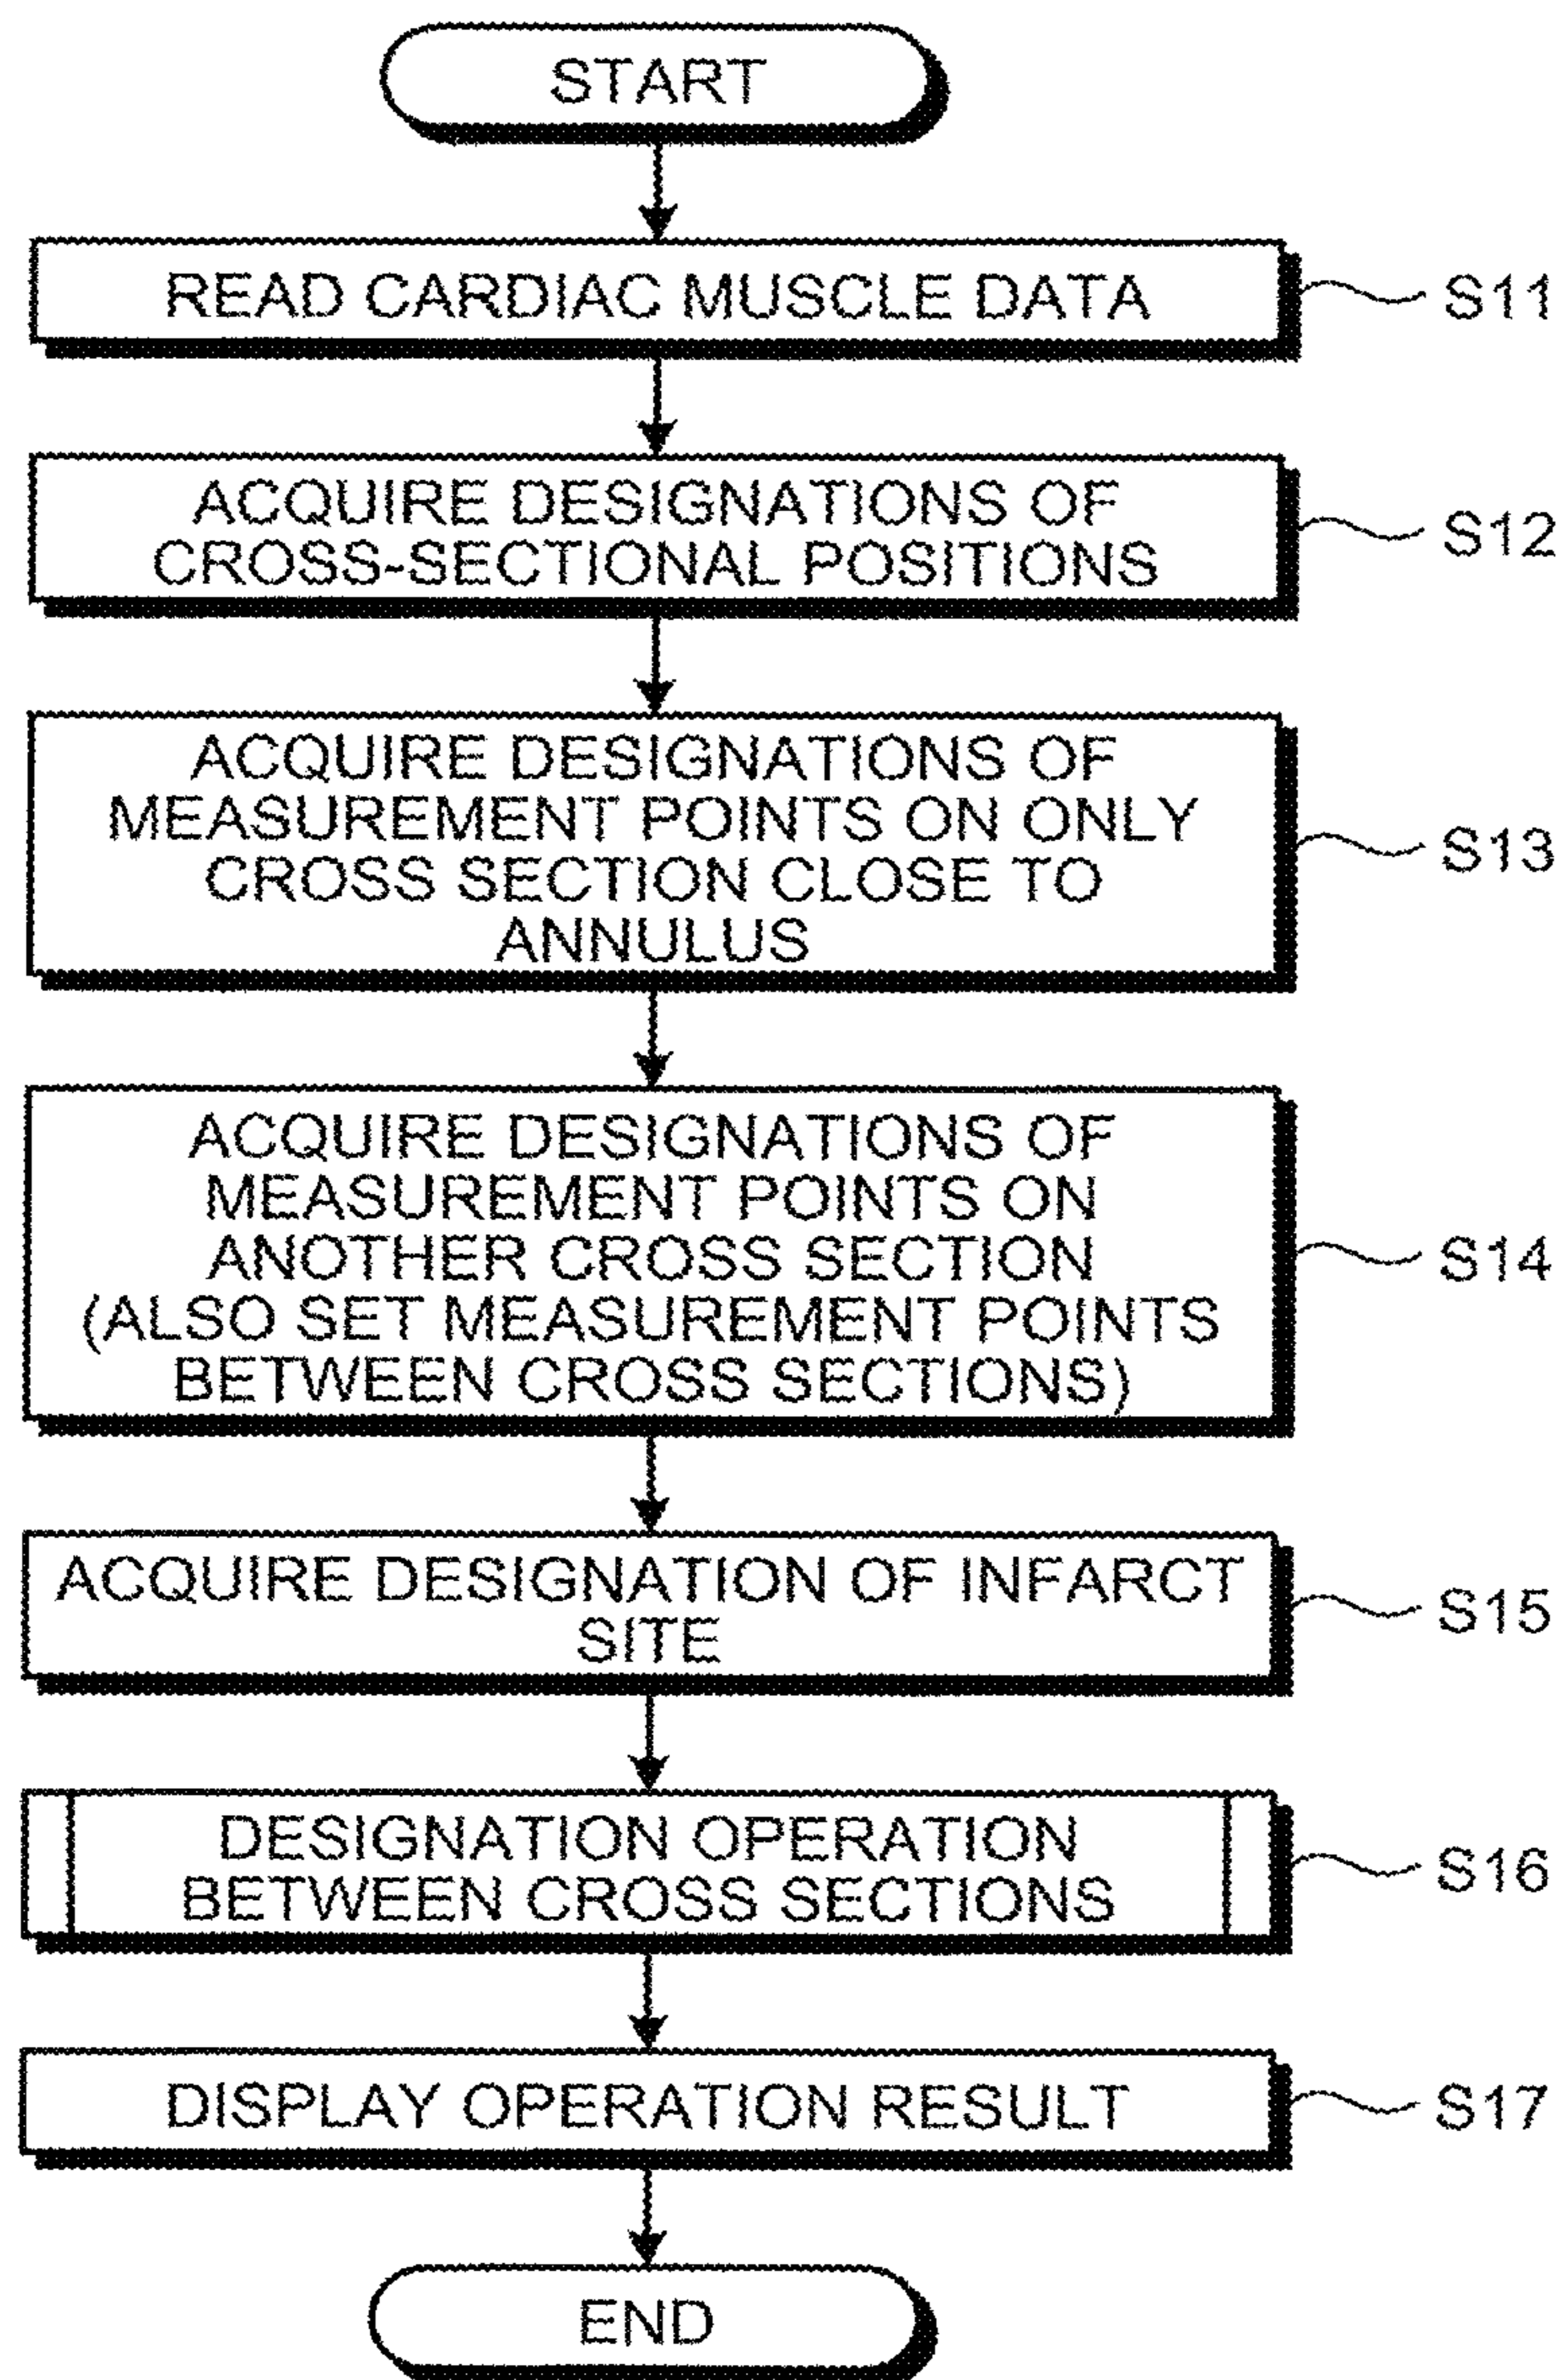 START
READ CARDIAC MUSCLE DATA
S11
ACQUIRE DESIGNATIONS OF
CROSS-SECTIONAL POSITIONS
S12
ACQUIRE DESIGNATIONS OF
MEASUREMENT POINTS ON ONLY
CROSS SECTION CLOSE TO
ANNULUS
S13
ACQUIRE DESIGNATIONS OF
MEASUREMENT POINTS ON
ANOTHER CROSS SECTION
(ALSO SET MEASUREMENT POINTS
BETWEEN CROSS SECTIONS)
S14
ACQUIRE DESIGNATION OF INFARCT
SITE
S15
DESIGNATION OPERATION
BETWEEN CROSS SECTIONS
S16
DISPLAY OPERATION RESULT
S17
END